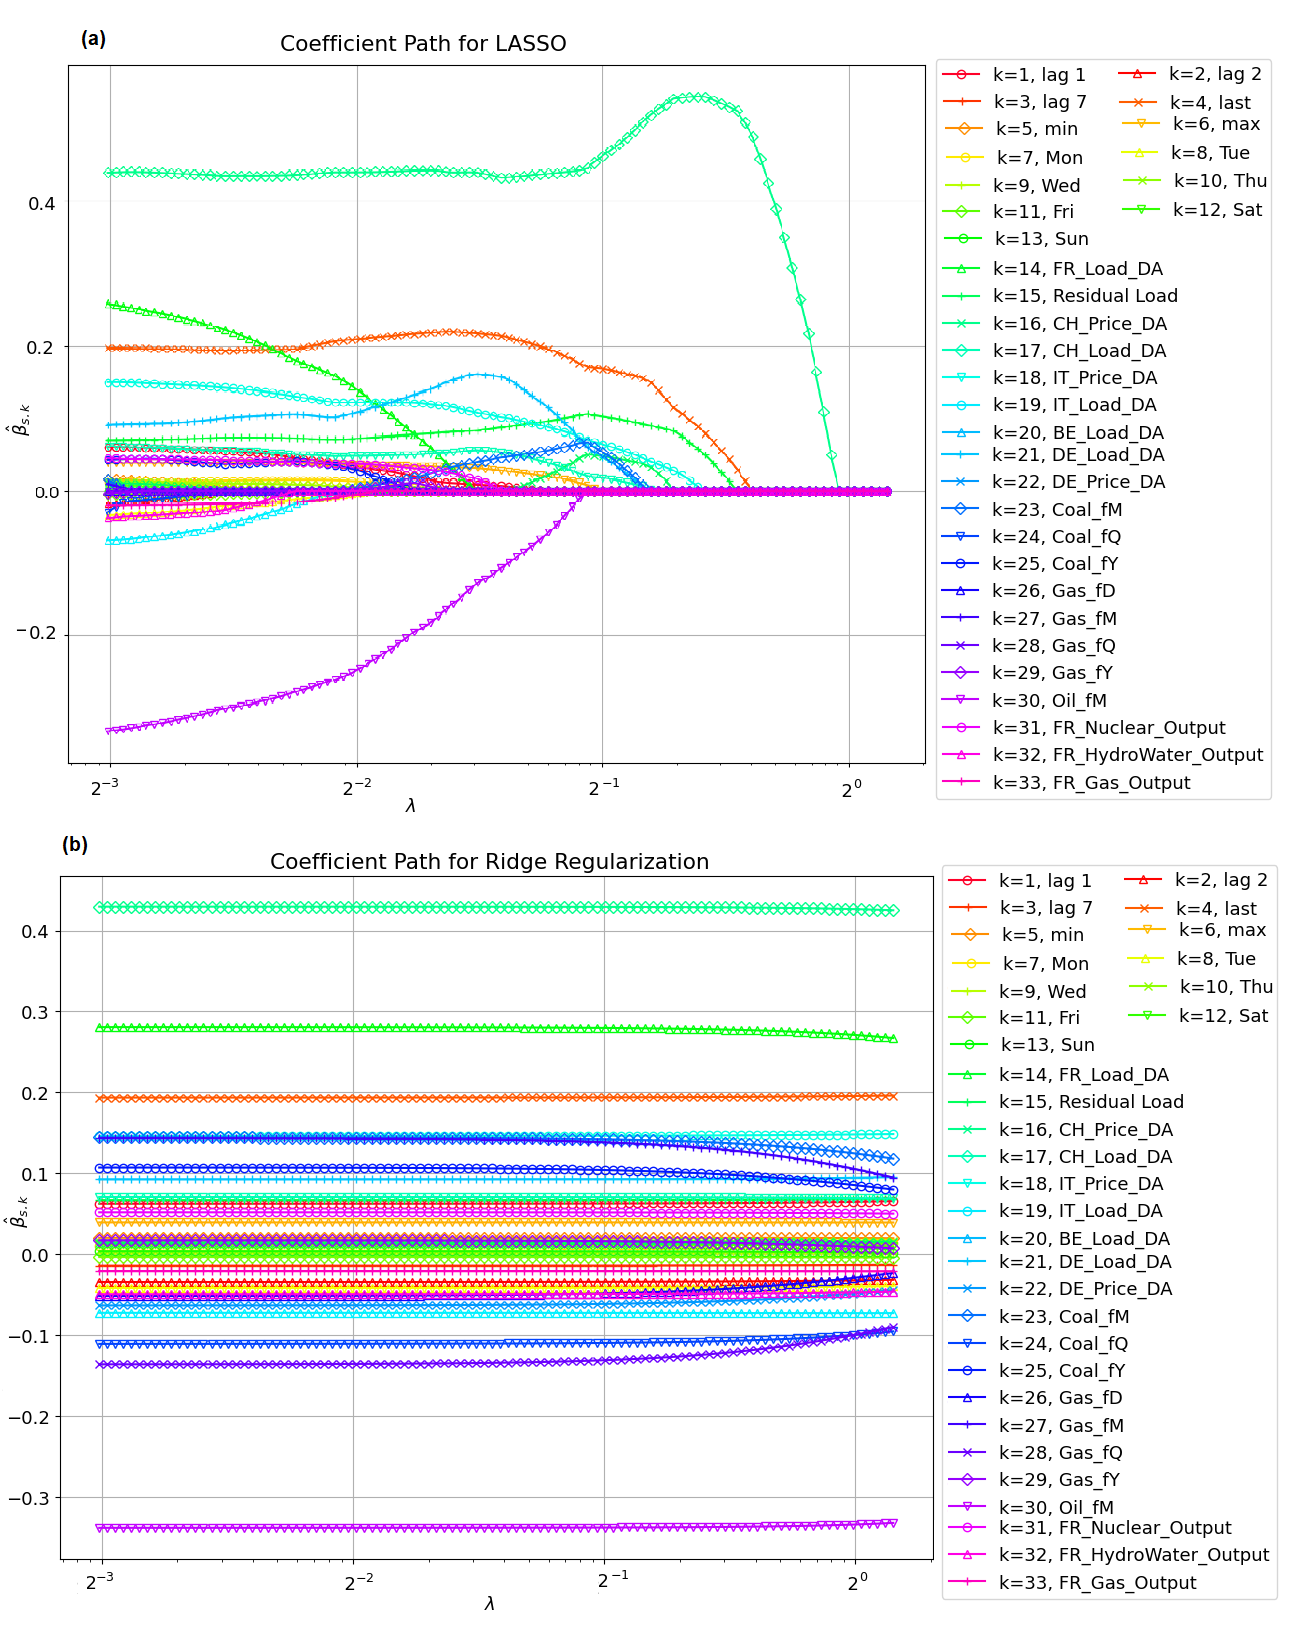 (a)
Coefficient Path for LASSO
k=1, lag 1
k=2, lag 2
k=3, lag 7
k=4, last
k=5, min
k=6, max
k=7, Mon
k=8, Tue
k=9, Wed
k=10, Thu
k=11, Fri
k=12, Sat
k=13, Sun
k=14, FR_Load_DA
k=15, Residual Load
k=16, CH_Price_DA
k=17, CH_Load_DA
k=18, IT_Price_DA
k=19, IT_Load_DA
k=20, BE_Load_DA
k=21, DE_Load_DA
k=22, DE_Price_DA
k=23, Coal_fM
k=24, Coal_fQ
k=25, Coal_fY
k=26, Gas_fD
k=27, Gas_fM
k=28, Gas_fQ
k=29, Gas_fY
k=30, Oil_fM
k=31, FR_Nuclear_Output
k=32, FR_HydroWater_Output
k=33, FR_Gas_Output
0.4
0.2
0.0
−0.2
β̂s.k
2⁻³
2⁻²
2⁻¹
2⁰
λ
(b)
Coefficient Path for Ridge Regularization
k=1, lag 1
k=2, lag 2
k=3, lag 7
k=4, last
k=5, min
k=6, max
k=7, Mon
k=8, Tue
k=9, Wed
k=10, Thu
k=11, Fri
k=12, Sat
k=13, Sun
k=14, FR_Load_DA
k=15, Residual Load
k=16, CH_Price_DA
k=17, CH_Load_DA
k=18, IT_Price_DA
k=19, IT_Load_DA
k=20, BE_Load_DA
k=21, DE_Load_DA
k=22, DE_Price_DA
k=23, Coal_fM
k=24, Coal_fQ
k=25, Coal_fY
k=26, Gas_fD
k=27, Gas_fM
k=28, Gas_fQ
k=29, Gas_fY
k=30, Oil_fM
k=31, FR_Nuclear_Output
k=32, FR_HydroWater_Output
k=33, FR_Gas_Output
0.4
0.3
0.2
0.1
0.0
−0.1
−0.2
−0.3
β̂s.k
2⁻³
2⁻²
2⁻¹
2⁰
λ